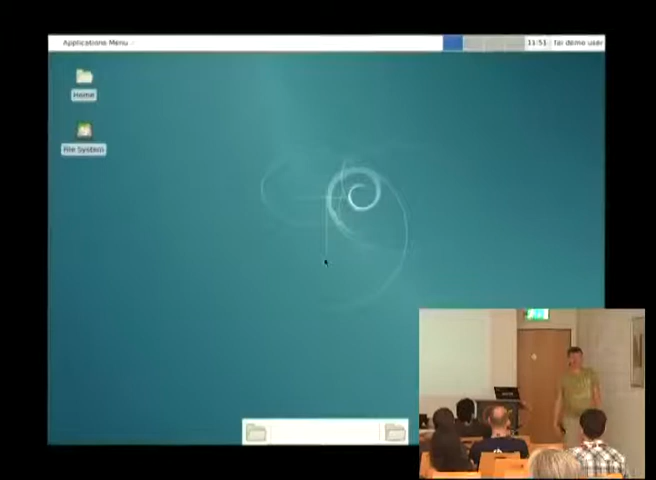 Applications Menu
11:51 fai demo user
Home
File System